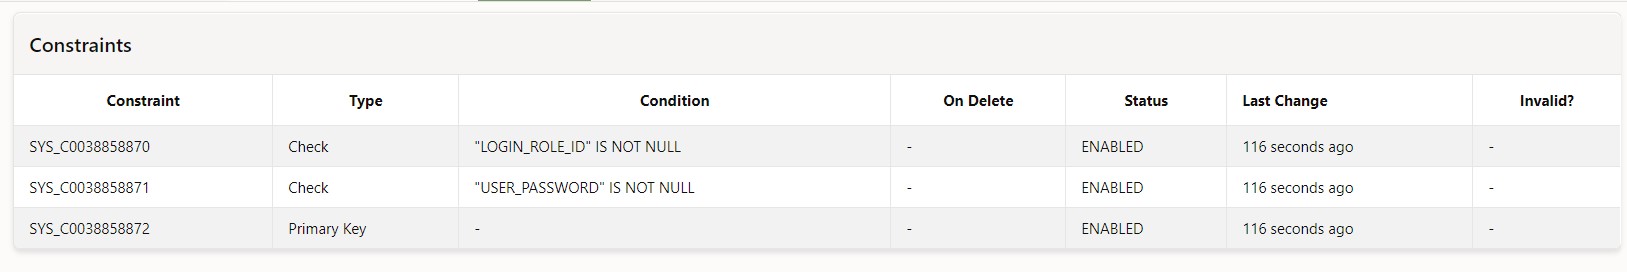 Constraints
Constraint Type Condition On Delete Status Last Change Invalid?
SYS_C0038858870 Check "LOGIN_ROLE_ID" IS NOT NULL - ENABLED 116 seconds ago -
SYS_C0038858871 Check "USER_PASSWORD" IS NOT NULL - ENABLED 116 seconds ago -
SYS_C0038858872 Primary Key - - ENABLED 116 seconds ago -